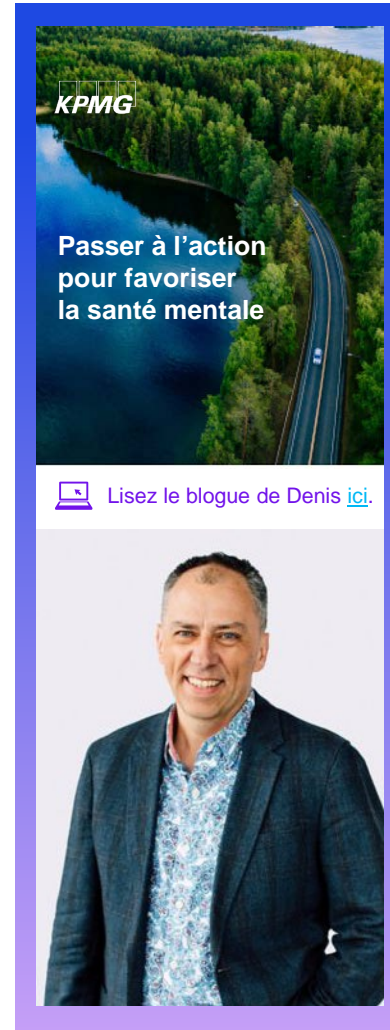 KPMG
Passer à l’action
pour favoriser
la santé mentale
Lisez le blogue de Denis ici.